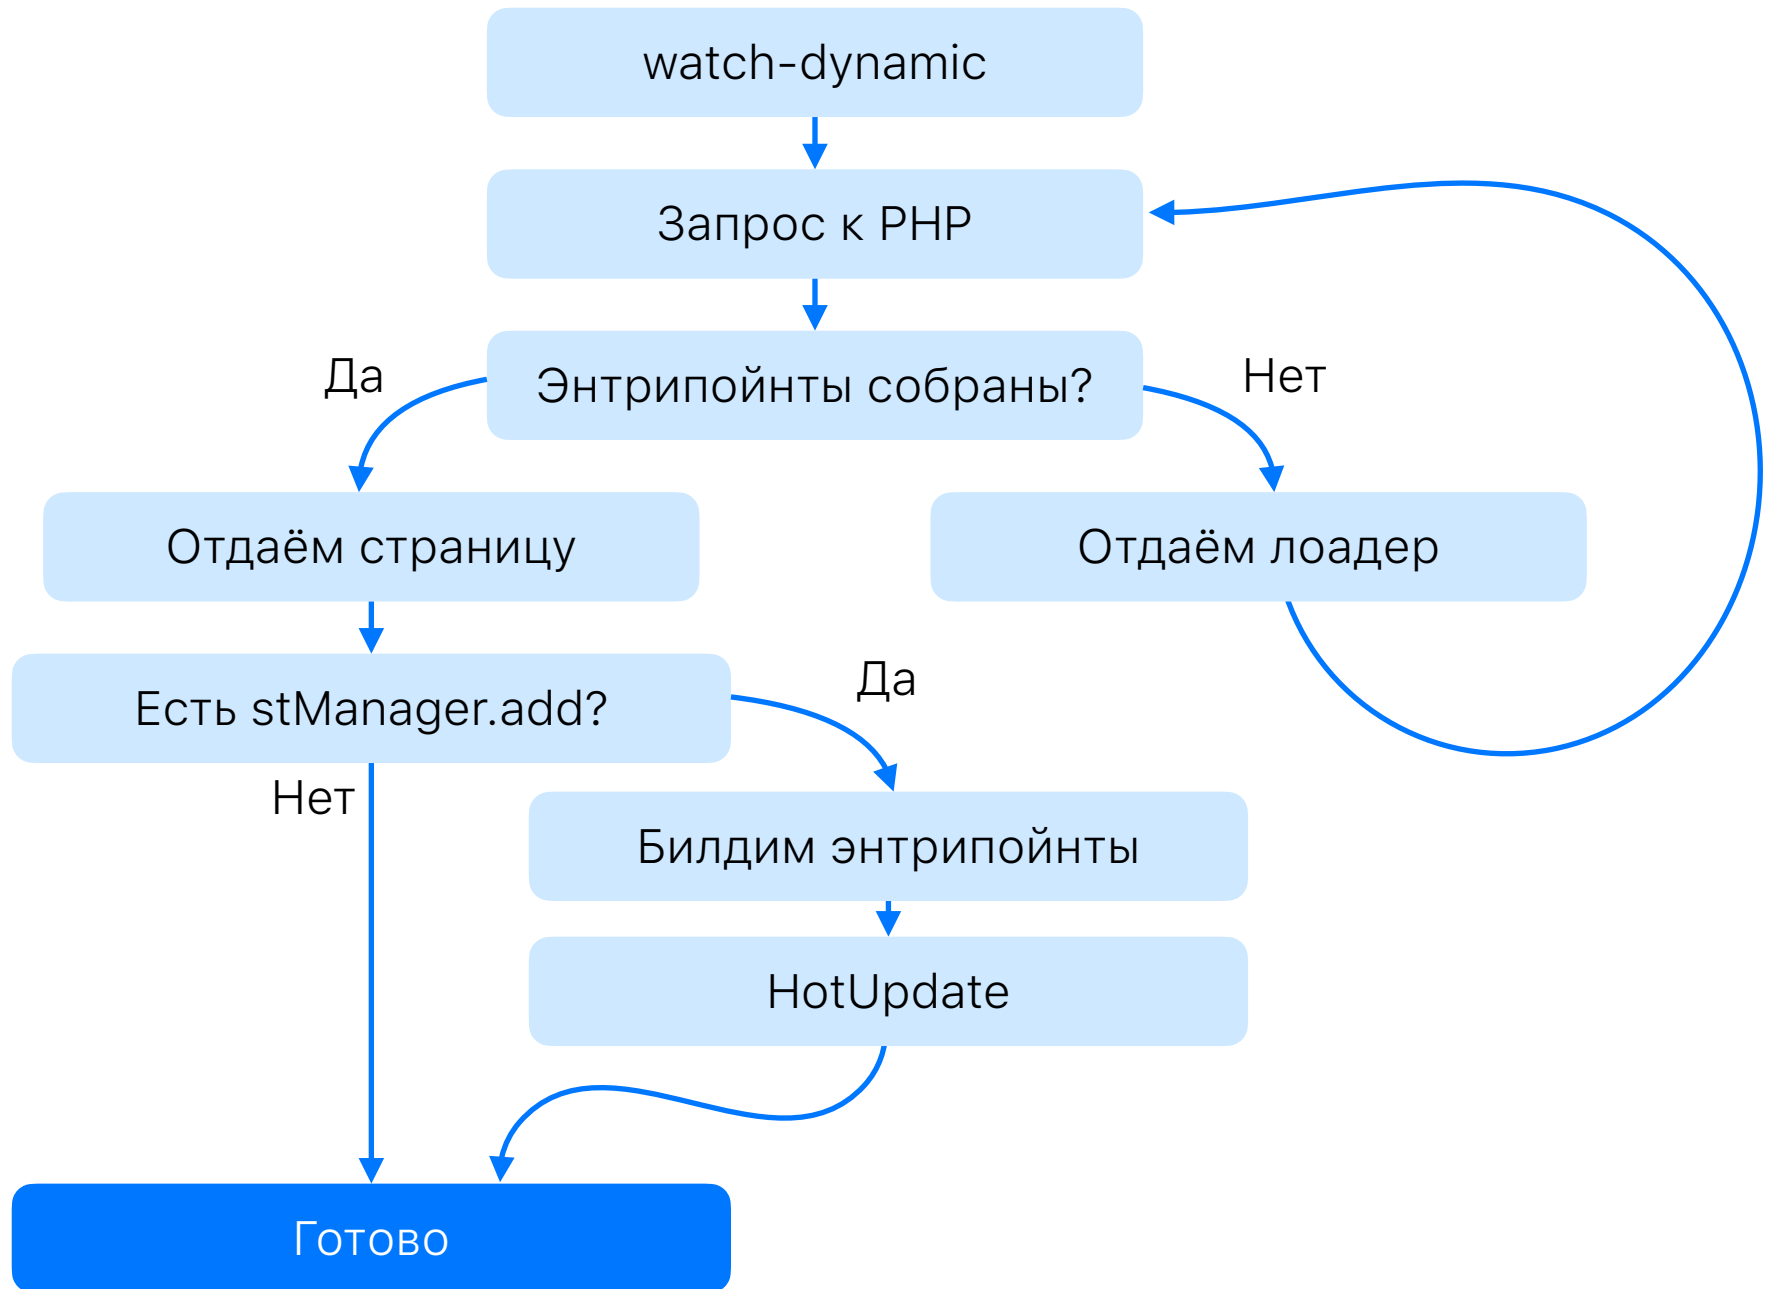 watch-dynamic
Запрос к PHP
Энтрипойнты собраны?
Да
Нет
Отдаём страницу
Отдаём лоадер
Есть stManager.add?
Да
Нет
Билдим энтрипойнты
HotUpdate
Готово